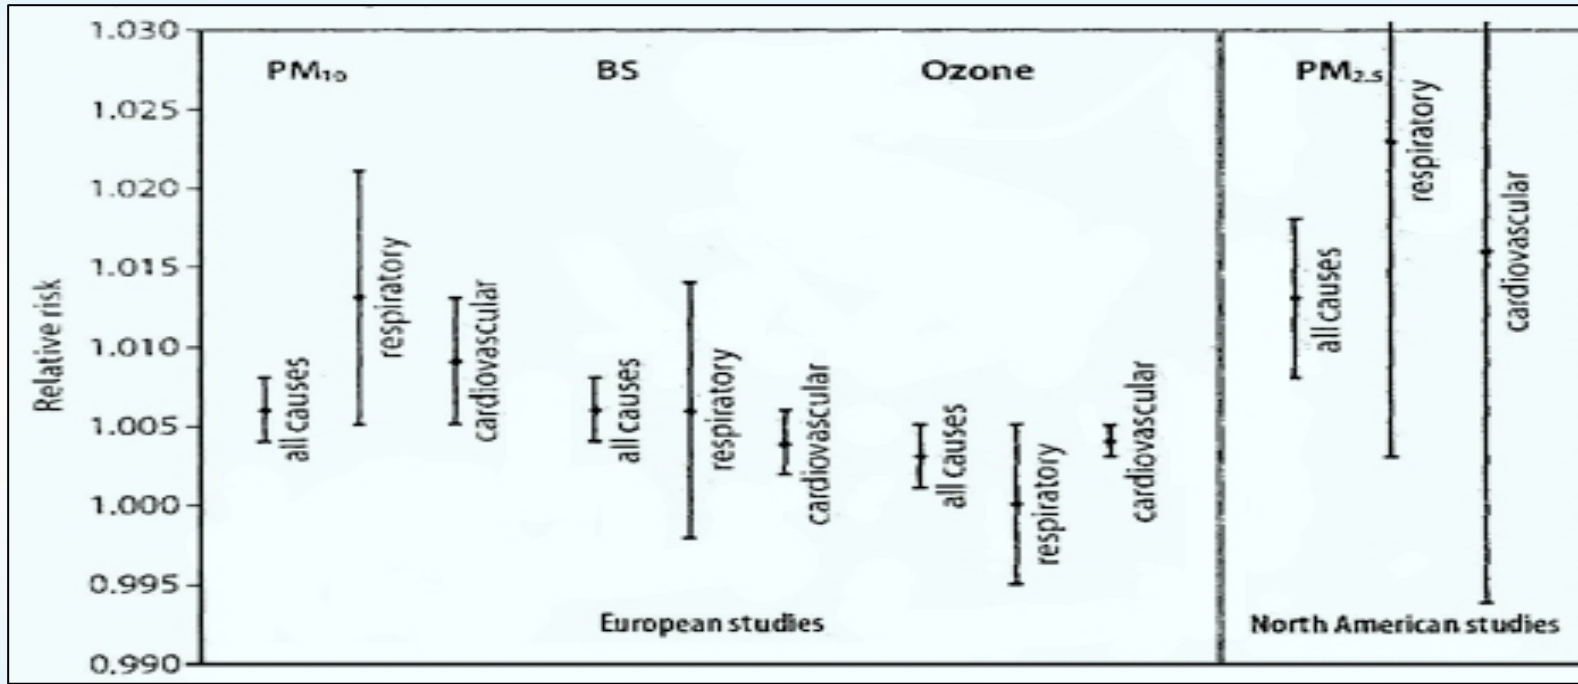 1.030
1.025
1.020
1.015
1.010
1.005
1.000
0.995
0.990
Relative risk
PM₁₀
all causes
respiratory
cardiovascular
BS
all causes
respiratory
cardiovascular
Ozone
all causes
respiratory
cardiovascular
European studies
PM₂.₅
all causes
respiratory
cardiovascular
North American studies